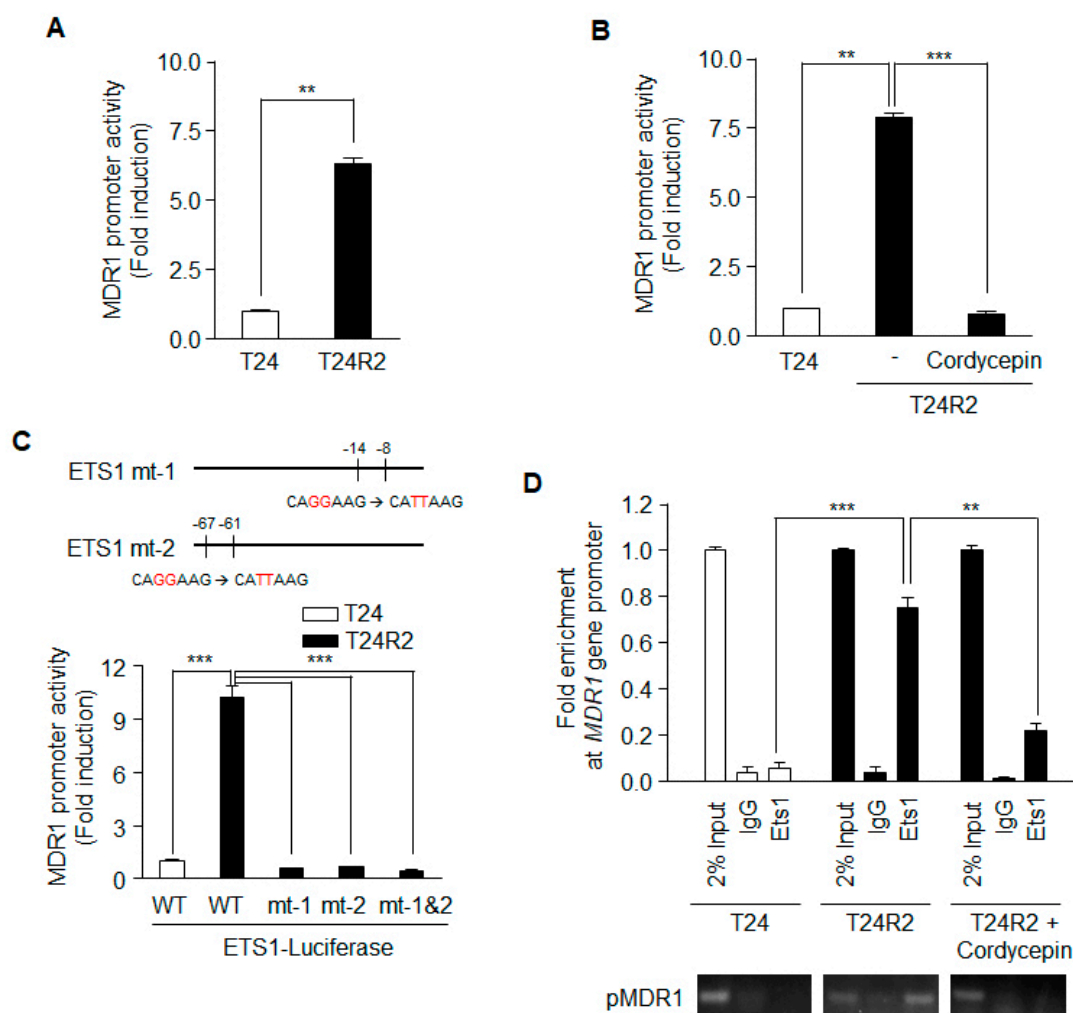 A
MDR1 promoter activity
(Fold induction)
10.0
7.5
5.0
2.5
0.0
**
T24
T24R2
B
MDR1 promoter activity
(Fold induction)
10.0
7.5
5.0
2.5
0.0
**
***
T24
-
Cordycepin
T24R2
C
ETS1 mt-1
-14
-8
CAGGAAG → CATTAAG
ETS1 mt-2
-67
-61
CAGGAAG → CATTAAG
T24
T24R2
MDR1 promoter activity
(Fold induction)
12
9
6
3
0
***
***
WT
WT
mt-1
mt-2
mt-1&2
ETS1-Luciferase
D
Fold enrichment
at MDR1 gene promoter
1.0
0.8
0.6
0.4
0.2
0.0
***
**
2% Input
IgG
Ets1
2% Input
IgG
Ets1
2% Input
IgG
Ets1
T24
T24R2
T24R2 +
Cordycepin
pMDR1